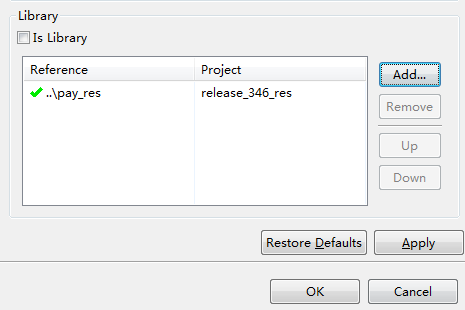 Library
Is Library
Reference Project
..\pay_res release_346_res
Add...
Remove
Up
Down
Restore Defaults Apply
OK Cancel